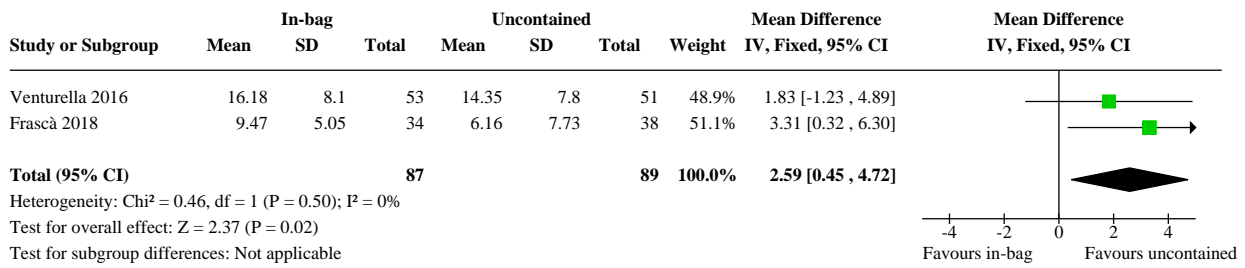 In-bag Uncontained Mean Difference Mean Difference
Study or Subgroup Mean SD Total Mean SD Total Weight IV, Fixed, 95% CI IV, Fixed, 95% CI
Venturella 2016 16.18 8.1 53 14.35 7.8 51 48.9% 1.83 [-1.23 , 4.89]
Frascà 2018 9.47 5.05 34 6.16 7.73 38 51.1% 3.31 [0.32 , 6.30]
Total (95% CI) 87 89 100.0% 2.59 [0.45 , 4.72]
Heterogeneity: Chi² = 0.46, df = 1 (P = 0.50); I² = 0%
Test for overall effect: Z = 2.37 (P = 0.02)
-4 -2 0 2 4
Test for subgroup differences: Not applicable
Favours in-bag Favours uncontained